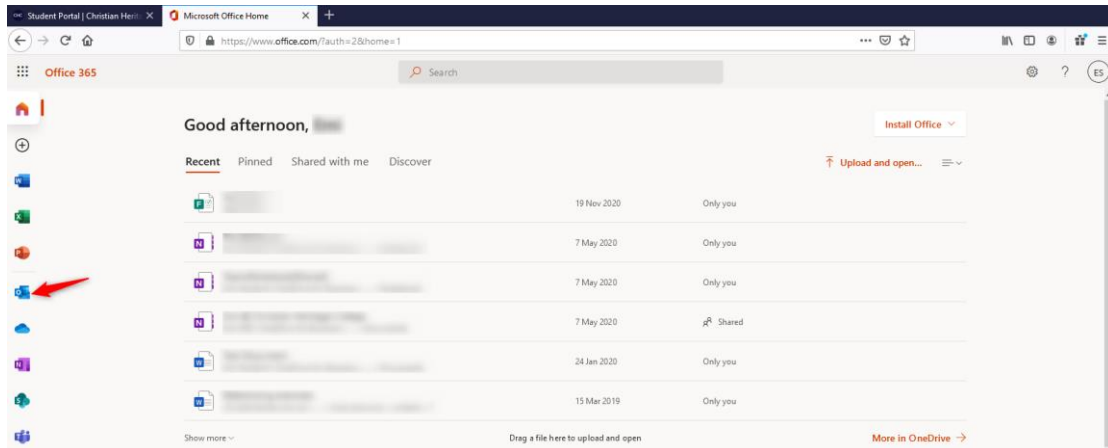 Student Portal | Christian Herit
Microsoft Office Home
https://www.office.com/?auth=2&home=1
Office 365
Search
ES
Good afternoon,
Install Office
Recent Pinned Shared with me Discover
Upload and open...
19 Nov 2020 Only you
7 May 2020 Only you
7 May 2020 Only you
7 May 2020 Shared
24 Jan 2020 Only you
15 Mar 2019 Only you
Show more
Drag a file here to upload and open
More in OneDrive